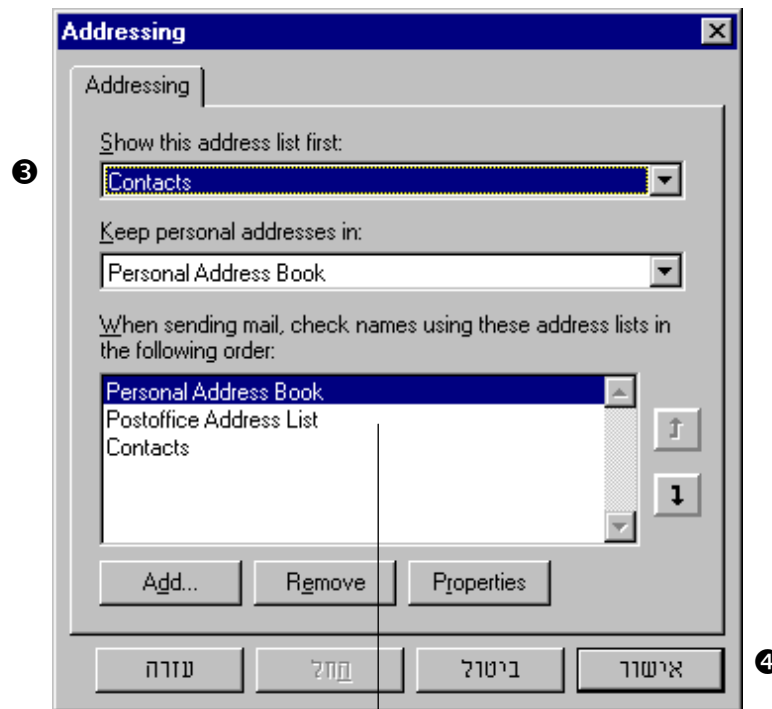 Addressing
Addressing
Show this address list first:
❸
Contacts
Keep personal addresses in:
Personal Address Book
When sending mail, check names using these address lists in
the following order:
Personal Address Book
Postoffice Address List
Contacts
Add... Remove Properties
אישור ביטול החל עזרה
❹